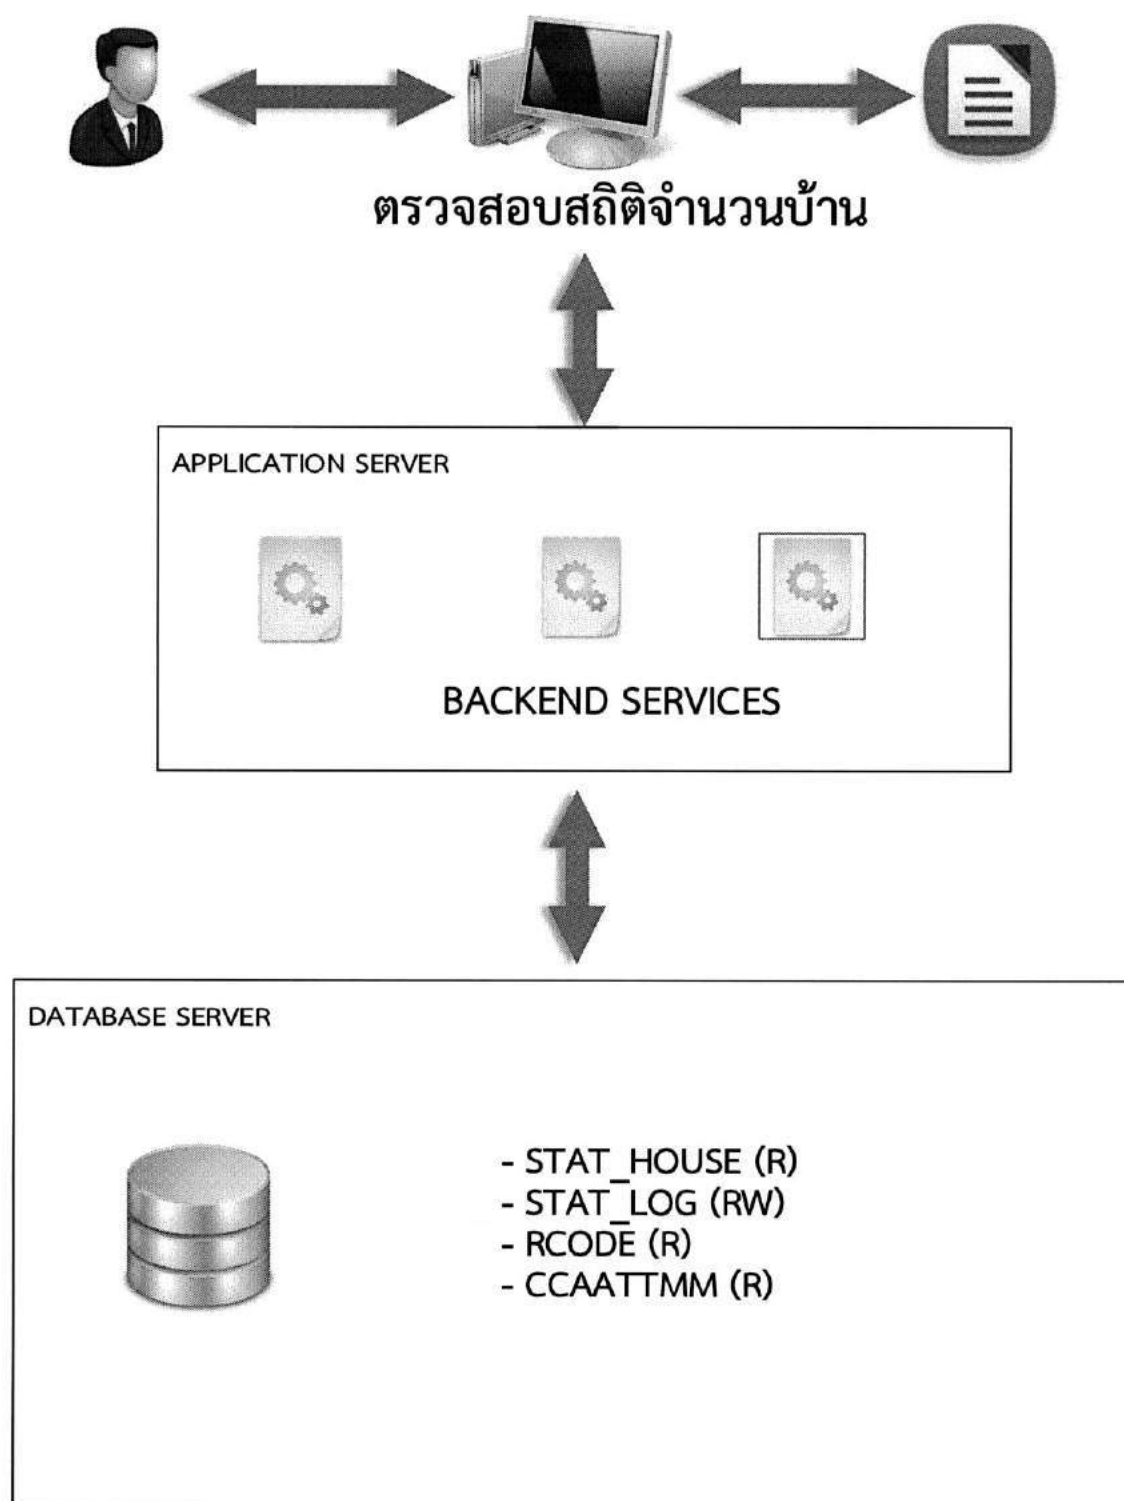 ตรวจสอบสถิติจำนวนบ้าน
APPLICATION SERVER
BACKEND SERVICES
DATABASE SERVER
- STAT_HOUSE (R)
- STAT_LOG (RW)
- RCODE (R)
- CCAATTMM (R)